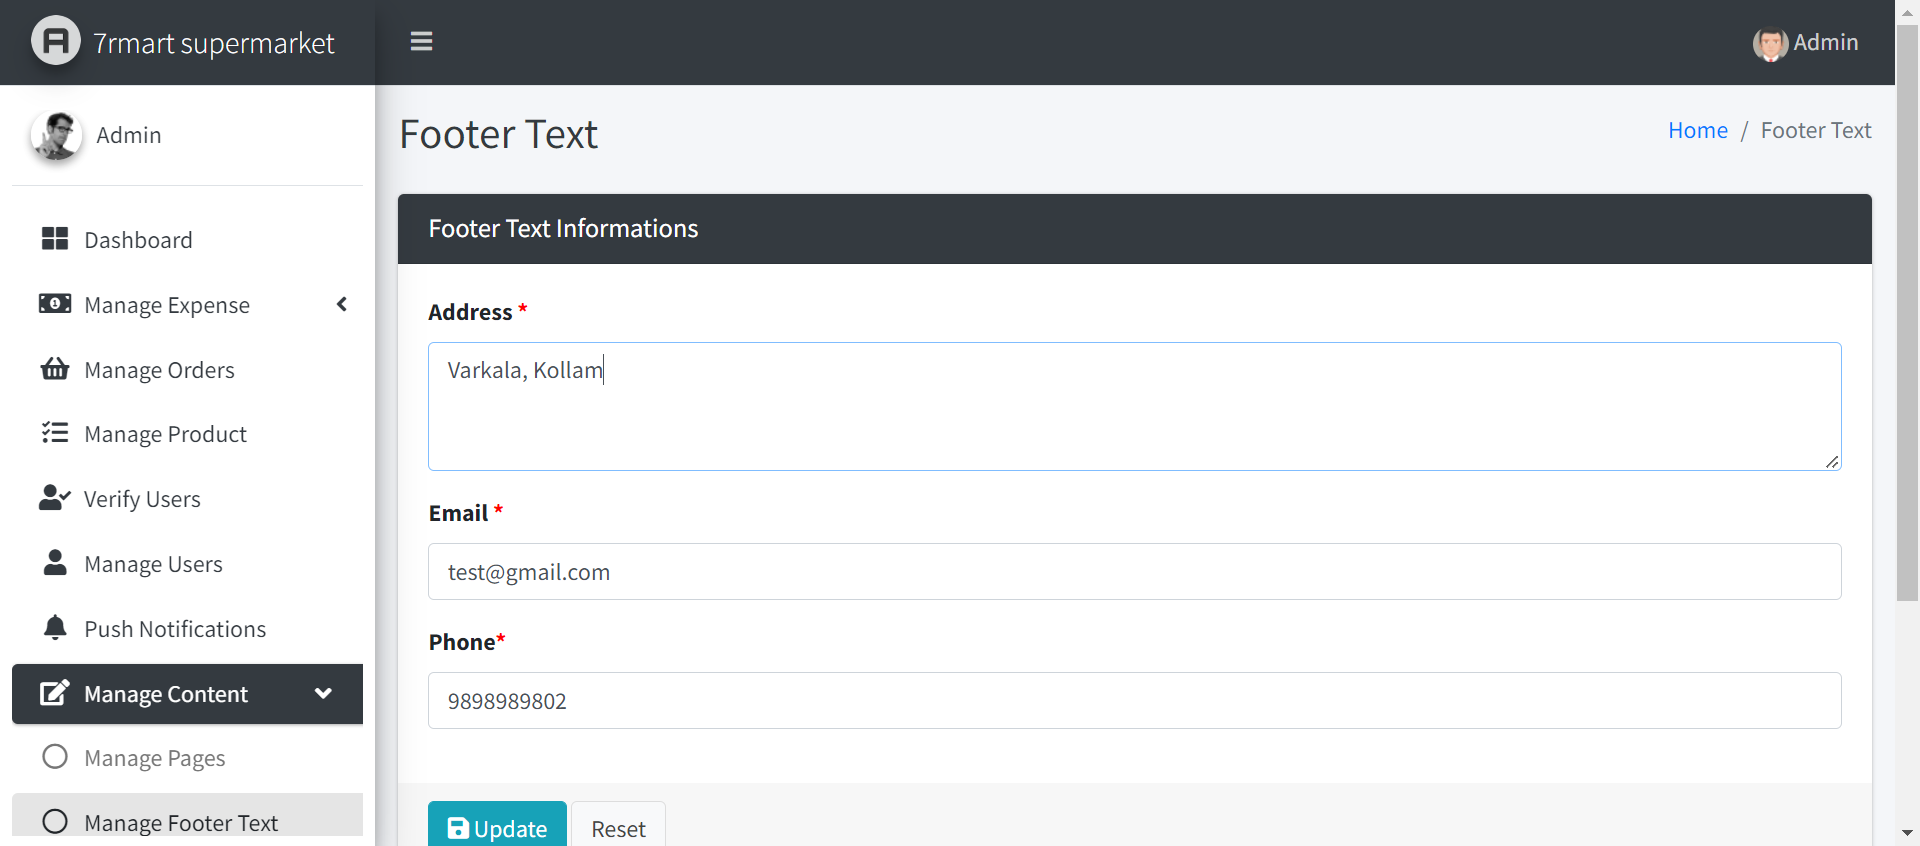 7rmart supermarket
Admin
Admin
Dashboard
Manage Expense
Manage Orders
Manage Product
Verify Users
Manage Users
Push Notifications
Manage Content
Manage Pages
Manage Footer Text
Footer Text
Home / Footer Text
Footer Text Informations
Address *
Varkala, Kollam
Email *
test@gmail.com
Phone*
9898989802
Update
Reset